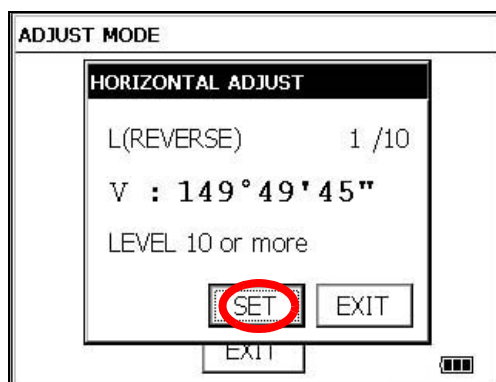 ADJUST MODE
HORIZONTAL ADJUST
L(REVERSE) 1 /10
V : 149°49'45"
LEVEL 10 or more
SET EXIT
EXIT